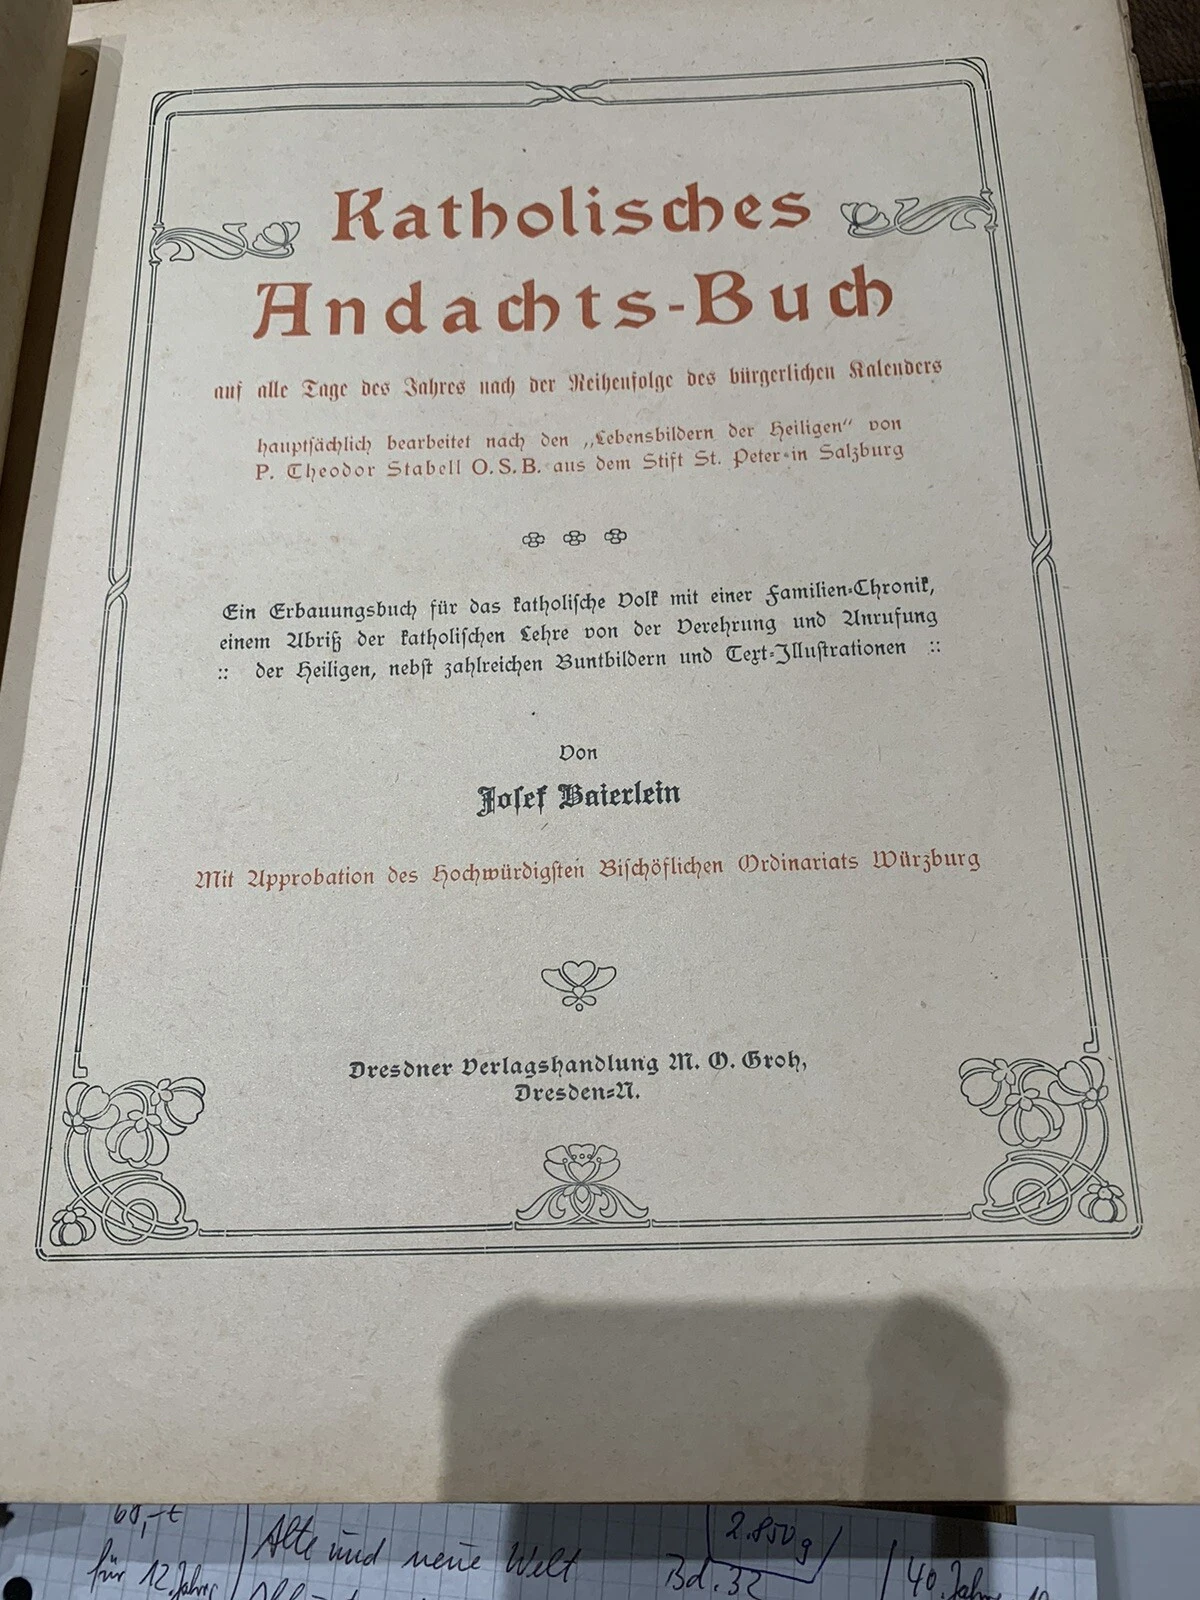 Katholisches
Andachts-Buch
auf alle Tage des Jahres nach der Reihenfolge des bürgerlichen Kalenders
hauptsächlich bearbeitet nach den „Lebensbildern der Heiligen“ von
P. Theodor Stabell O. S. B. aus dem Stift St. Peter in Salzburg
Ein Erbauungsbuch für das katholische Volk mit einer Familien-Chronik,
einem Abriß der katholischen Lehre von der Verehrung und Anrufung
:: der Heiligen, nebst zahlreichen Buntbildern und Text-Illustrationen ::
Von
Josef Baierlein
Mit Approbation des Hochwürdigsten Bischöflichen Ordinariats Würzburg
Dresdner Verlagshandlung M. O. Groh,
Dresden-N.
Alte und neue Welt Bd. 32 2.850 g
für 12. Jahre 40. Jahre